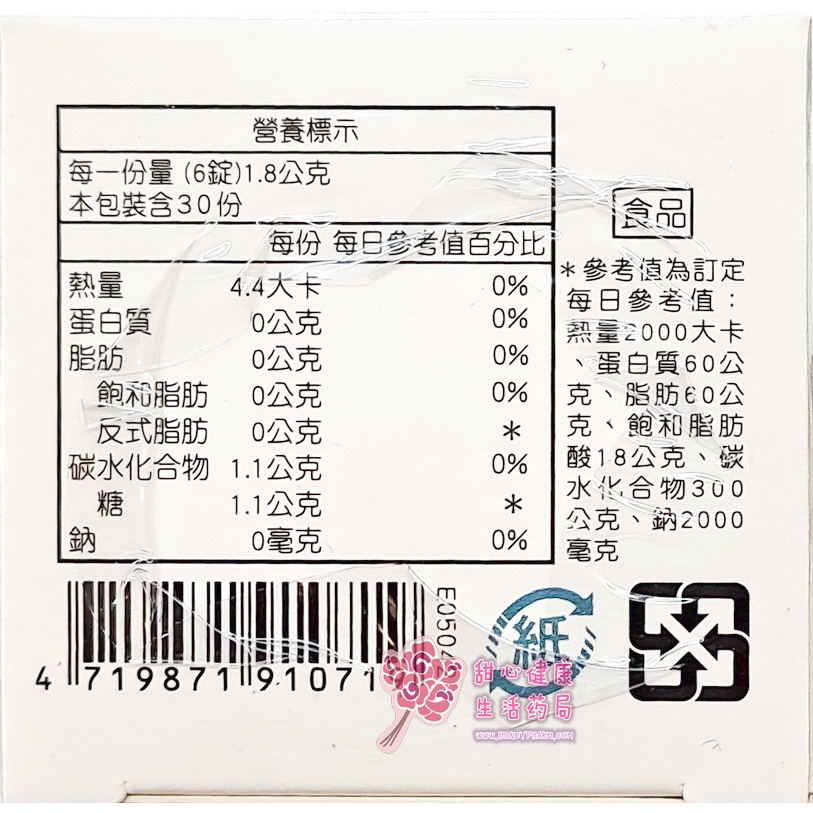 營養標示
每一份量 (6錠)1.8公克
本包裝含30份
每份 每日參考值百分比
熱量 4.4大卡 0%
蛋白質 0公克 0%
脂肪 0公克 0%
飽和脂肪 0公克 0%
反式脂肪 0公克 *
碳水化合物 1.1公克 0%
糖 1.1公克 *
鈉 0毫克 0%
食品
*參考值為訂定
每日參考值：
熱量2000大卡
、蛋白質60公
克、脂肪60公
克、飽和脂肪
酸18公克、碳
水化合物300
公克、鈉2000
毫克
4 719871 91071
E0504
紙
甜心健康
生活药局
WWW.HONEYPHARM.COM